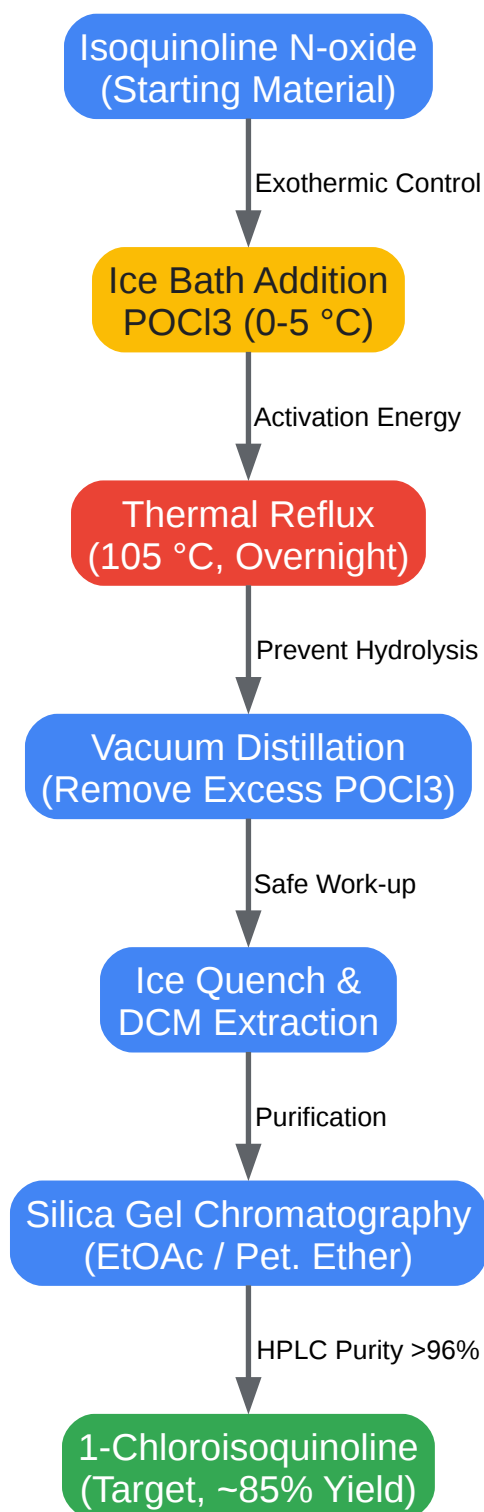 Isoquinoline N-oxide
(Starting Material)
Exothermic Control
Ice Bath Addition
POCl3 (0-5 °C)
Activation Energy
Thermal Reflux
(105 °C, Overnight)
Prevent Hydrolysis
Vacuum Distillation
(Remove Excess POCl3)
Safe Work-up
Ice Quench &
DCM Extraction
Purification
Silica Gel Chromatography
(EtOAc / Pet. Ether)
HPLC Purity >96%
1-Chloroisoquinoline
(Target, ~85% Yield)